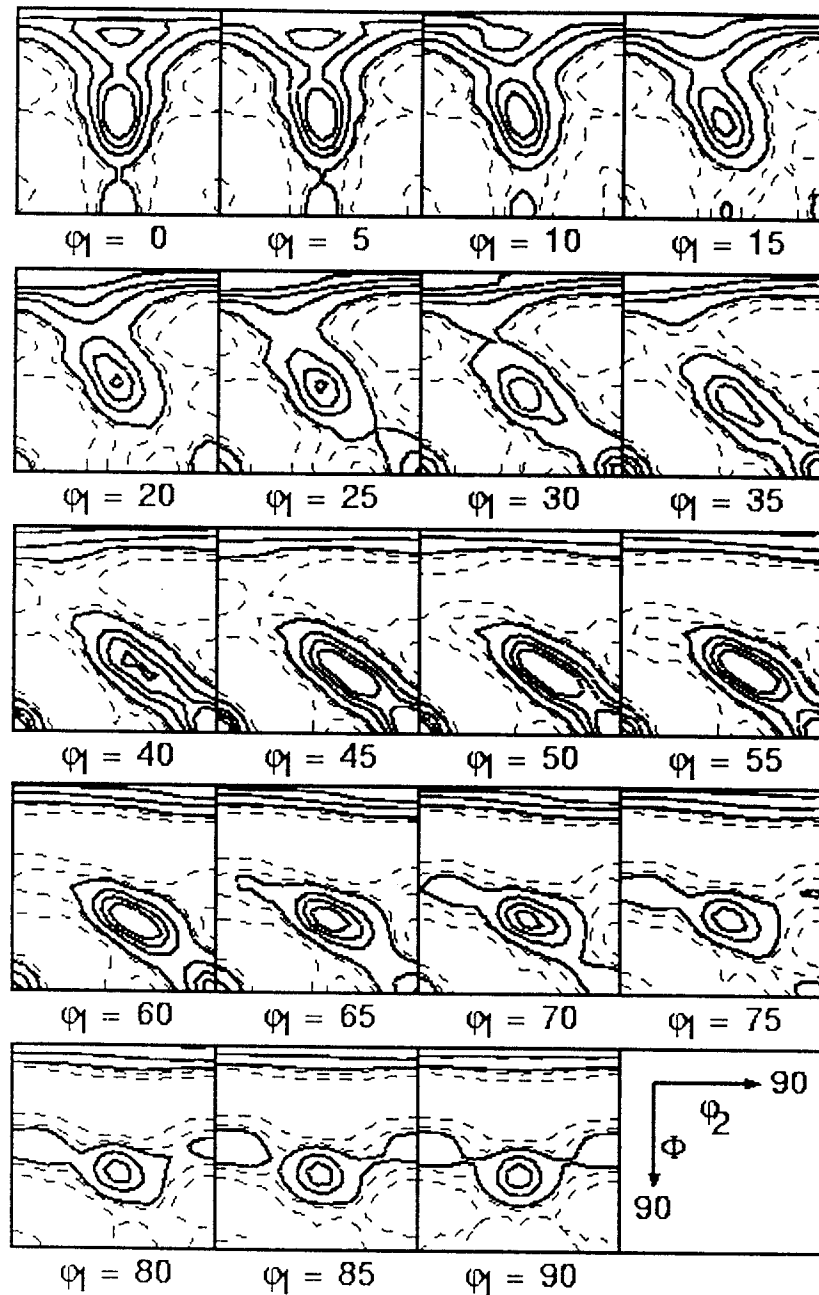 φ1 = 0 φ1 = 5 φ1 = 10 φ1 = 15
φ1 = 20 φ1 = 25 φ1 = 30 φ1 = 35
φ1 = 40 φ1 = 45 φ1 = 50 φ1 = 55
φ1 = 60 φ1 = 65 φ1 = 70 φ1 = 75
90
φ2
Φ
90
φ1 = 80 φ1 = 85 φ1 = 90